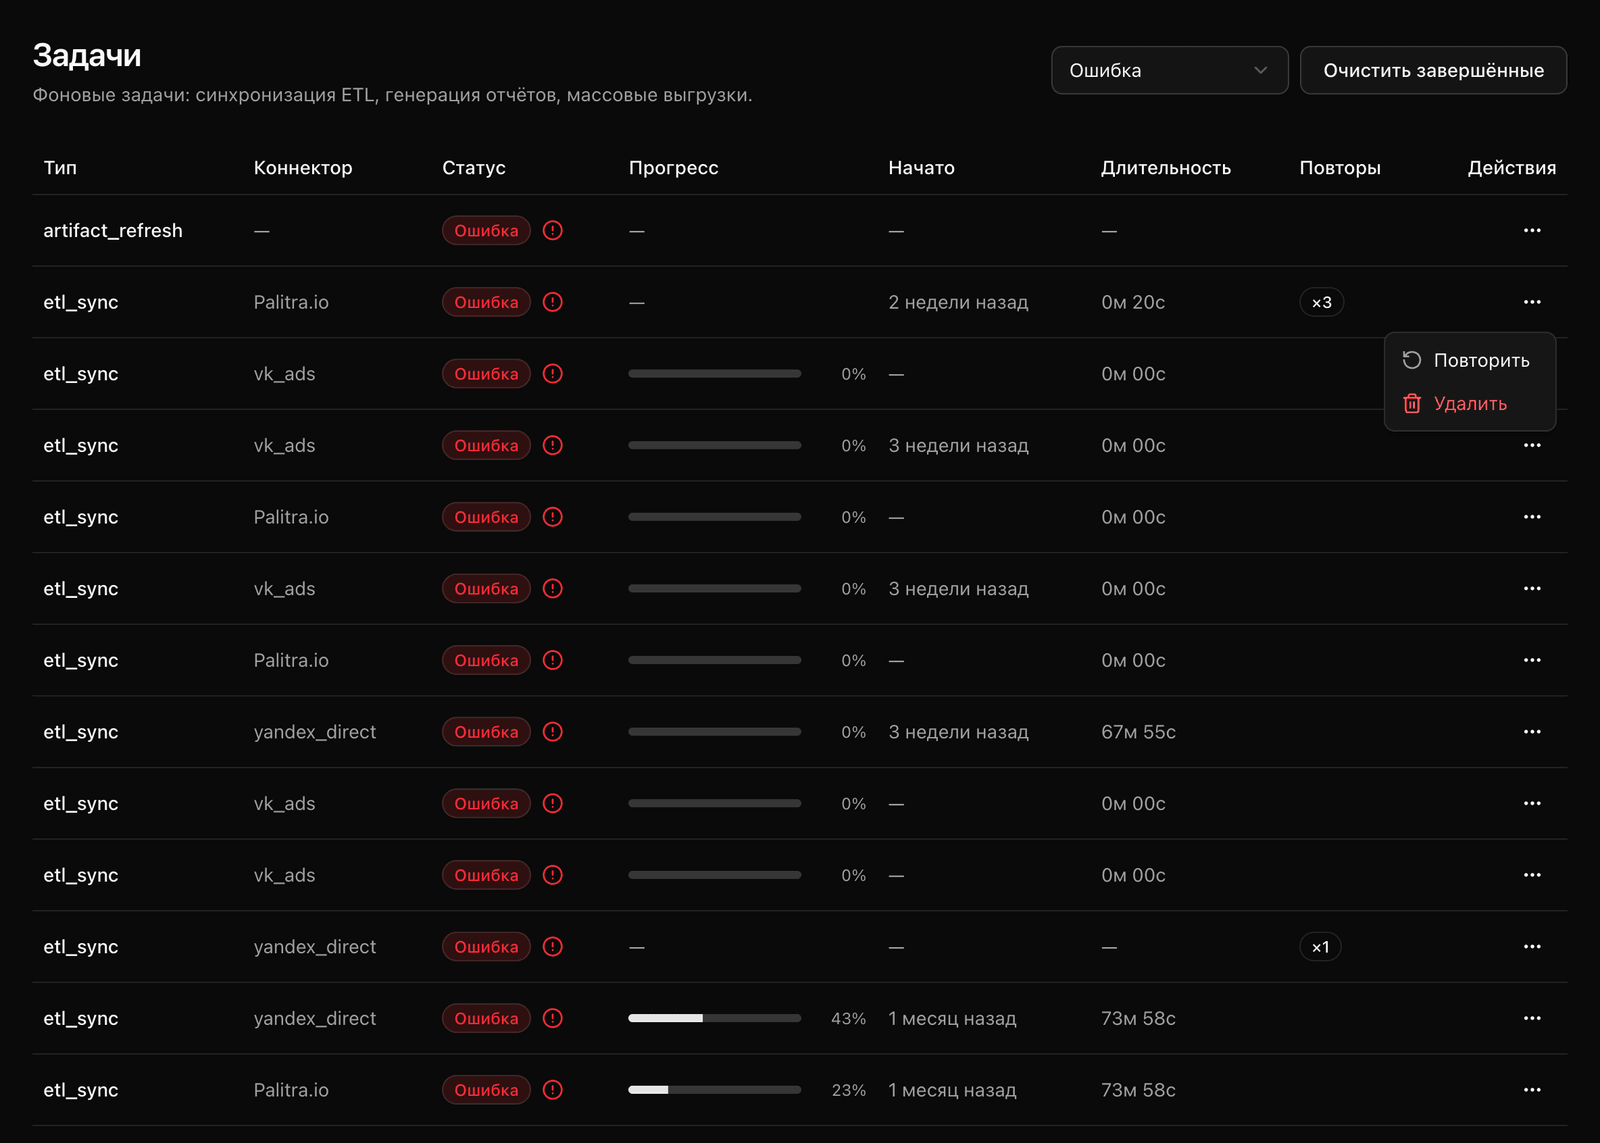 Задачи
Фоновые задачи: синхронизация ETL, генерация отчётов, массовые выгрузки.
Ошибка
Очистить завершённые
Тип Коннектор Статус Прогресс Начато Длительность Повторы Действия
artifact_refresh — Ошибка — — — ...
etl_sync Palitra.io Ошибка — 2 недели назад 0м 20с ×3 ...
etl_sync vk_ads Ошибка 0% — 0м 00с
Повторить
Удалить
etl_sync vk_ads Ошибка 0% 3 недели назад 0м 00с ...
etl_sync Palitra.io Ошибка 0% — 0м 00с ...
etl_sync vk_ads Ошибка 0% 3 недели назад 0м 00с ...
etl_sync Palitra.io Ошибка 0% — 0м 00с ...
etl_sync yandex_direct Ошибка 0% 3 недели назад 67м 55с ...
etl_sync vk_ads Ошибка 0% — 0м 00с ...
etl_sync vk_ads Ошибка 0% — 0м 00с ...
etl_sync yandex_direct Ошибка — — — ×1 ...
etl_sync yandex_direct Ошибка 43% 1 месяц назад 73м 58с ...
etl_sync Palitra.io Ошибка 23% 1 месяц назад 73м 58с ...